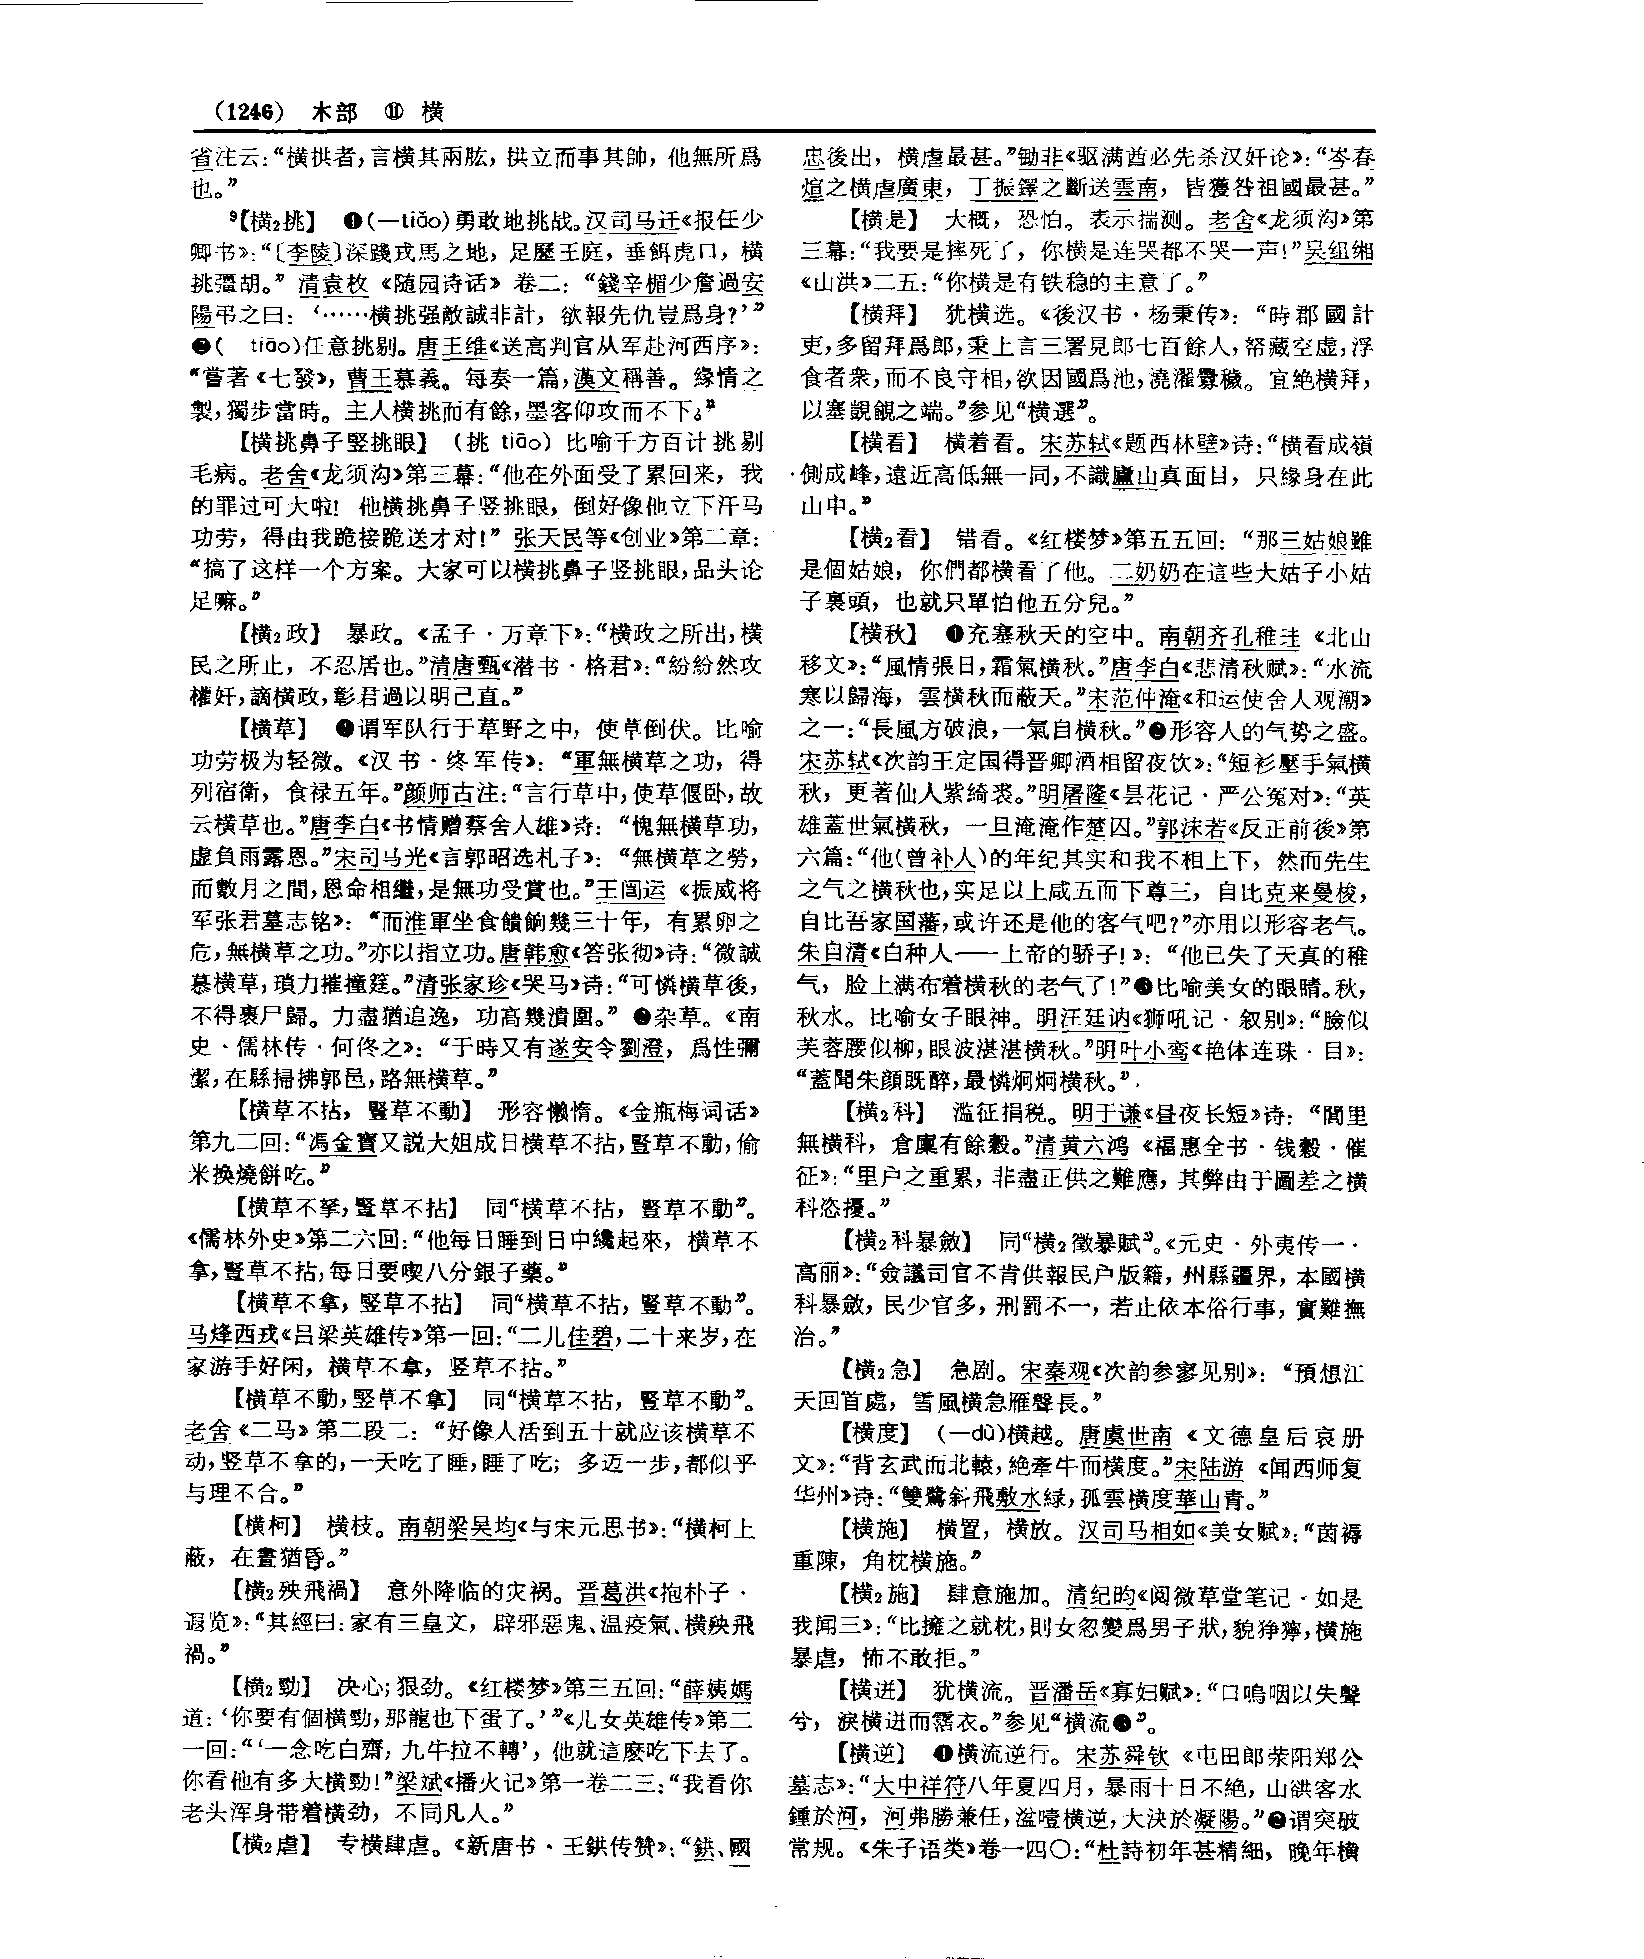 （1246） 木部 ⑪ 横
省注云：“横拱者，言横其兩肱，拱立而事其帥，他無所爲
也。”
9【横2挑】 ❶（一tiǎo）勇敢地挑战。汉司马迁《报任少
卿书》：“〔李陵〕深踐戎馬之地，足歷王庭，垂餌虎口，横
挑彊胡。” 清袁枚《随园诗话》卷二：“錢辛楣少詹過安
陽弔之曰：‘……横挑强敵誠非計，欲報先仇豈爲身？’”
❷（ tiāo）任意挑剔。唐王维《送高判官从军赴河西序》：
“嘗著《七發》，曹王慕義。每奏一篇，漢文稱善。緣情之
製，獨步當時。主人横挑而有餘，墨客仰攻而不下。”
【横挑鼻子竪挑眼】 （挑 tiāo）比喻千方百计挑剔
毛病。老舍《龙须沟》第三幕：“他在外面受了累回来，我
的罪过可大啦！他横挑鼻子竖挑眼，倒好像他立下汗马
功劳，得由我跪接跪送才对！”张天民等《创业》第二章：
“搞了这样一个方案。大家可以横挑鼻子竖挑眼，品头论
足嘛。”
【横2政】 暴政。《孟子·万章下》：“横政之所出，横
民之所止，不忍居也。”清唐甄《潜书·格君》：“紛紛然攻
權奸，謫横政，彰君過以明己直。”
【横草】 ❶谓军队行于草野之中，使草倒伏。比喻
功劳极为轻微。《汉书·终军传》：“軍無横草之功，得
列宿衛，食禄五年。”颜师古注：“言行草中，使草偃卧，故
云横草也。”唐李白《书情赠蔡舍人雄》诗：“愧無横草功，
虚負雨露恩。”宋司马光《言郭昭选札子》：“無横草之勞，
而數月之間，恩命相繼，是無功受賞也。”王闿运《振威将
军张君墓志铭》：“而淮軍坐食饋餉幾三十年，有累卵之
危，無横草之功。”亦以指立功。唐韩愈《答张彻》诗：“微誠
慕横草，瑣力摧撞筳。”清张家珍《哭马》诗：“可憐横草後，
不得裹尸歸。力盡猶追逸，功高幾潰圍。” ❷杂草。《南
史·儒林传·何佟之》：“于時又有遂安令劉澄，爲性彌
潔，在縣掃拂郭邑，路無横草。”
【横草不拈，豎草不動】 形容懒惰。《金瓶梅词话》
第九二回：“馮金寶又説大姐成日横草不拈，豎草不動，偷
米换燒餅吃。”
【横草不拏，豎草不拈】 同“横草不拈，豎草不動”。
《儒林外史》第二六回：“他每日睡到日中纔起來，横草不
拿，豎草不拈，每日要喫八分銀子藥。”
【横草不拿，竖草不拈】 同“横草不拈，豎草不動”。
马烽西戎《吕梁英雄传》第一回：“二儿佳碧，二十来岁，在
家游手好闲，横草不拿，竖草不拈。”
【横草不動，竖草不拿】 同“横草不拈，豎草不動”。
老舍《二马》第二段二：“好像人活到五十就应该横草不
动，竖草不拿的，一天吃了睡，睡了吃；多迈一步，都似乎
与理不合。”
【横柯】 横枝。南朝梁吴均《与宋元思书》：“横柯上
蔽，在晝猶昏。”
【横2殃飛禍】 意外降临的灾祸。晋葛洪《抱朴子·
遐览》：“其經曰：家有三皇文，辟邪惡鬼、温疫氣、横殃飛
禍。”
【横2勁】 决心；狠劲。《红楼梦》第三五回：“薛姨媽
道：‘你要有個横勁，那龍也下蛋了。’”《儿女英雄传》第二
一回：“‘一念吃白齋，九牛拉不轉’，他就這麽吃下去了。
你看他有多大横勁！”梁斌《播火记》第一卷二三：“我看你
老头浑身带着横劲，不同凡人。”
【横2虐】 专横肆虐。《新唐书·王鉷传赞》：“鉷、國
忠後出，横虐最甚。”锄非《驱满酋必先杀汉奸论》：“岑春
煊之横虐廣東，丁振鐸之斷送雲南，皆獲咎祖國最甚。”
【横是】 大概，恐怕。表示揣测。老舍《龙须沟》第
三幕：“我要是摔死了，你横是连哭都不哭一声！”吴组缃
《山洪》二五：“你横是有铁稳的主意了。”
【横拜】 犹横选。《後汉书·杨秉传》：“時郡國計
吏，多留拜爲郎，秉上言三署見郎七百餘人，帑藏空虚，浮
食者衆，而不良守相，欲因國爲池，澆濯釁穢。宜絶横拜，
以塞覬覦之端。”参见“横選”。
【横看】 横着看。宋苏轼《题西林壁》诗：“横看成嶺
側成峰，遠近高低無一同，不識廬山真面目，只緣身在此
山中。”
【横2看】 错看。《红楼梦》第五五回：“那三姑娘雖
是個姑娘，你們都横看了他。二奶奶在這些大姑子小姑
子裏頭，也就只單怕他五分兒。”
【横秋】 ❶充塞秋天的空中。南朝齐孔稚珪《北山
移文》：“風情張日，霜氣横秋。”唐李白《悲清秋赋》：“水流
寒以歸海，雲横秋而蔽天。”宋范仲淹《和运使舍人观潮》
之一：“長風方破浪，一氣自横秋。”❷形容人的气势之盛。
宋苏轼《次韵王定国得晋卿酒相留夜饮》：“短衫壓手氣横
秋，更著仙人紫绮裘。”明屠隆《昙花记·严公冤对》：“英
雄蓋世氣横秋，一旦淹淹作楚囚。”郭沫若《反正前後》第
六篇：“他（曾补人）的年纪其实和我不相上下，然而先生
之气之横秋也，实足以上咸五而下尊三，自比克来曼梭，
自比吾家国藩，或许还是他的客气吧？”亦用以形容老气。
朱自清《白种人——上帝的骄子！》：“他已失了天真的稚
气，脸上满布着横秋的老气了！”❸比喻美女的眼睛。秋，
秋水。比喻女子眼神。明汪廷讷《狮吼记·叙别》：“臉似
芙蓉腰似柳，眼波湛湛横秋。”明叶小鸾《艳体连珠·目》：
“蓋聞朱顔既醉，最憐炯炯横秋。”
【横2科】 滥征捐税。明于谦《昼夜长短》诗：“閭里
無横科，倉廩有餘穀。”清黄六鸿《福惠全书·钱穀·催
征》：“里户之重累，非盡正供之難應，其弊由于圖差之横
科恣擾。”
【横2科暴斂】 同“横2徵暴賦”。《元史·外夷传一·
高丽》：“僉議司官不肯供報民户版籍，州縣疆界，本國横
科暴斂，民少官多，刑罰不一，若止依本俗行事，實難撫
治。”
【横2急】 急剧。宋秦观《次韵参寥见别》：“預想江
天回首處，雪風横急雁聲長。”
【横度】 （一dù）横越。唐虞世南《文德皇后哀册
文》：“背玄武而北轅，絶牽牛而横度。”宋陆游《闻西师复
华州》诗：“雙鷺斜飛敷水緑，孤雲横度華山青。”
【横施】 横置，横放。汉司马相如《美女赋》：“茵褥
重陳，角枕横施。”
【横2施】 肆意施加。清纪昀《阅微草堂笔记·如是
我闻三》：“比擁之就枕，則女忽變爲男子狀，貌猙獰，横施
暴虐，怖不敢拒。”
【横迸】 犹横流。晋潘岳《寡妇赋》：“口嗚咽以失聲
兮，淚横迸而霑衣。”参见“横流❸”。
【横逆】 ❶横流逆行。宋苏舜钦《屯田郎荥阳郑公
墓志》：“大中祥符八年夏四月，暴雨十日不絶，山谼客水
鍾於河，河弗勝兼任，湓噎横逆，大決於凝陽。”❷谓突破
常规。《朱子语类》卷一四〇：“杜詩初年甚精細，晚年横